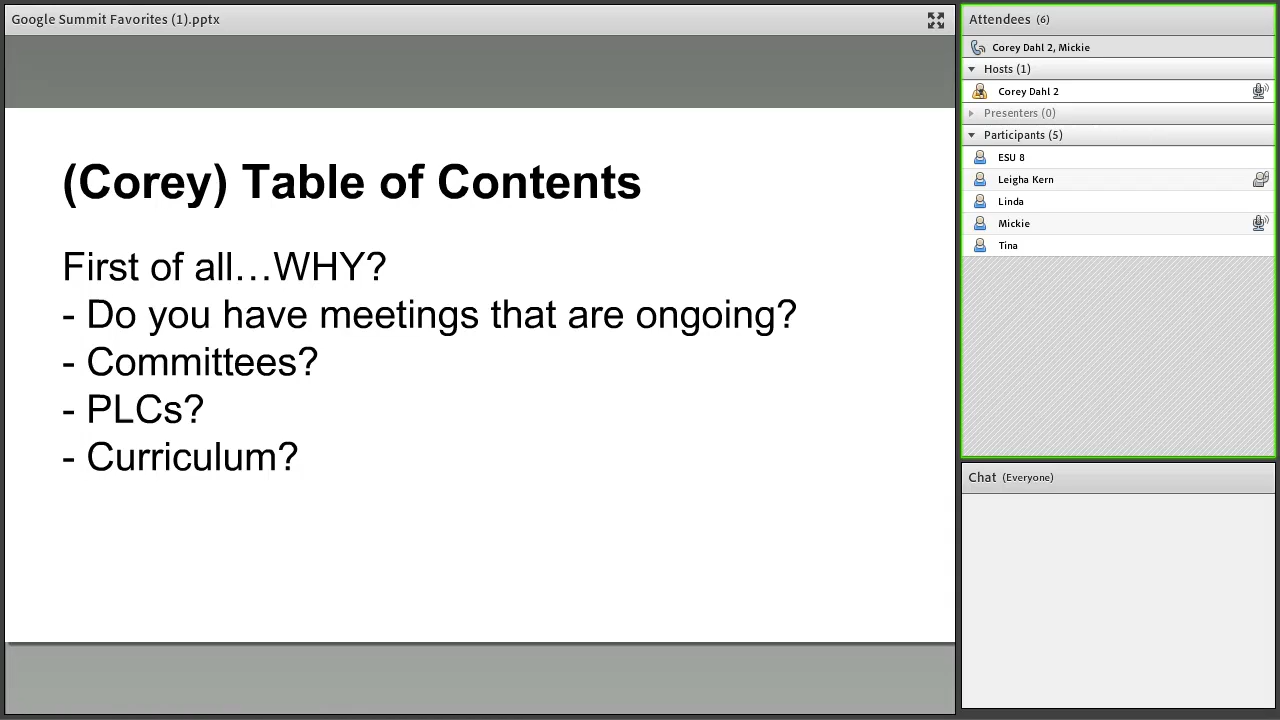 Google Summit Favorites (1).pptx
(Corey) Table of Contents
First of all…WHY?
- Do you have meetings that are ongoing?
- Committees?
- PLCs?
- Curriculum?
Attendees (6)
Corey Dahl 2, Mickie
Hosts (1)
Corey Dahl 2
Presenters (0)
Participants (5)
ESU 8
Leigha Kern
Linda
Mickie
Tina
Chat (Everyone)